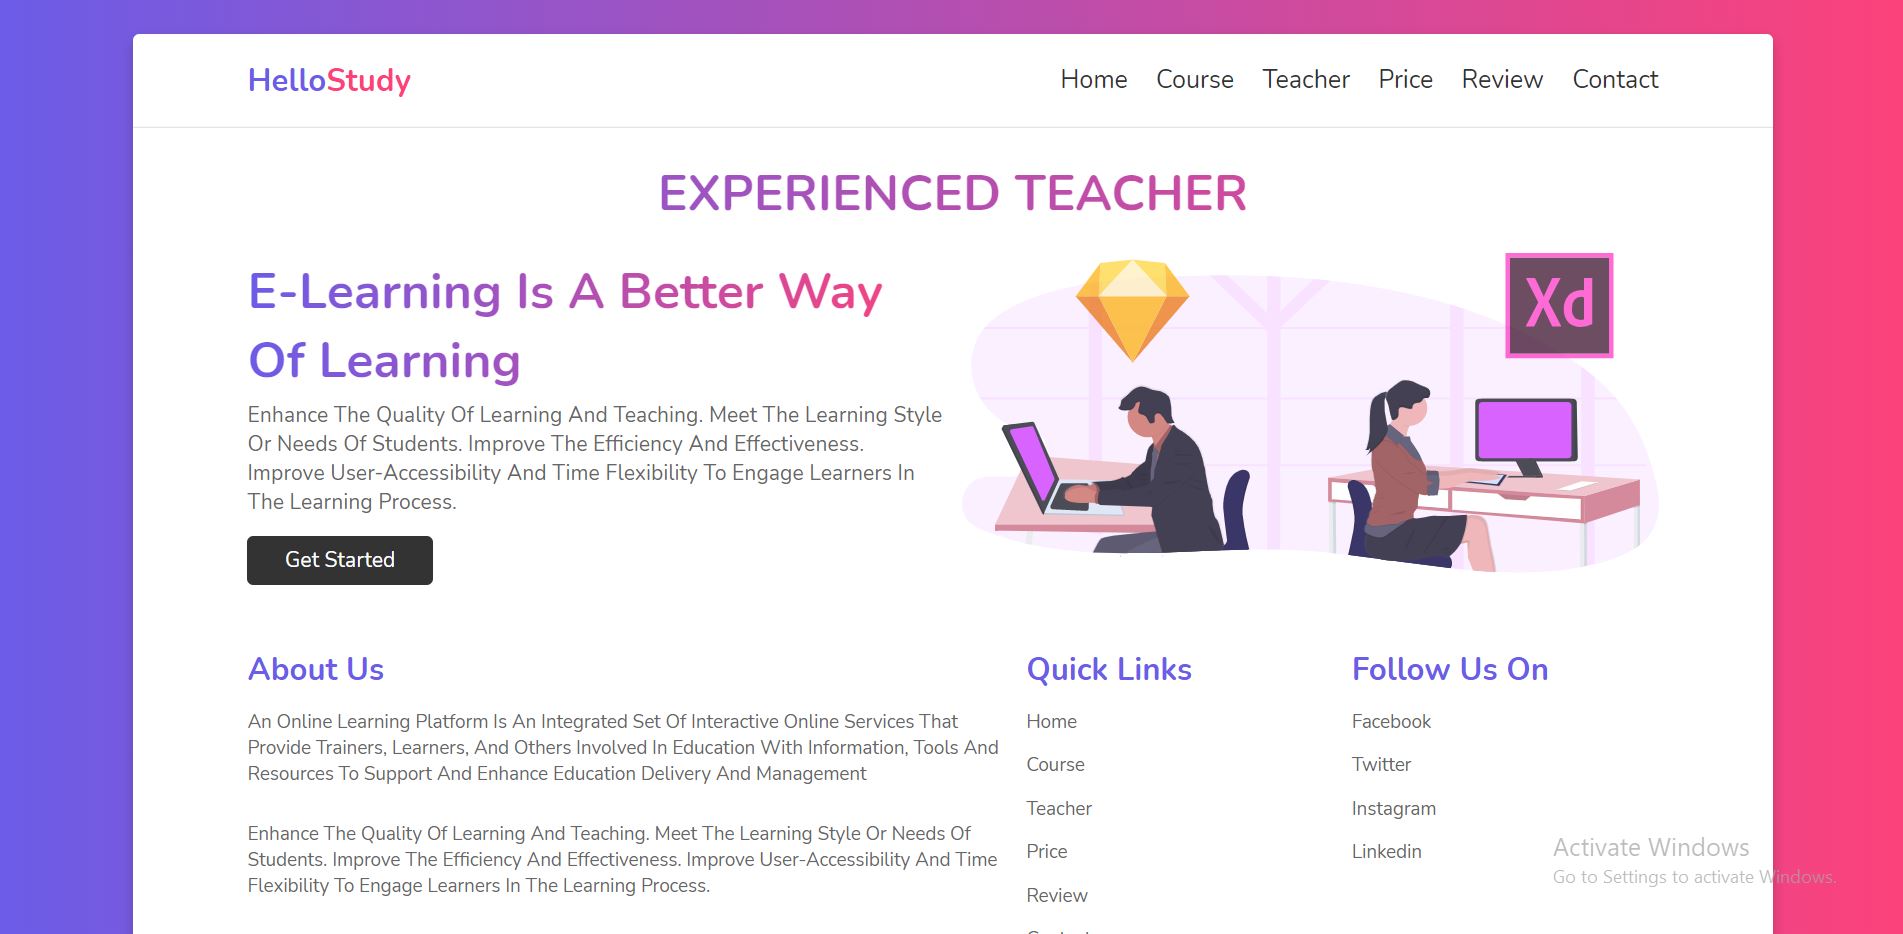 HelloStudy
Home Course Teacher Price Review Contact
EXPERIENCED TEACHER
E-Learning Is A Better Way
Of Learning
Enhance The Quality Of Learning And Teaching. Meet The Learning Style
Or Needs Of Students. Improve The Efficiency And Effectiveness.
Improve User-Accessibility And Time Flexibility To Engage Learners In
The Learning Process.
Get Started
Xd
About Us
An Online Learning Platform Is An Integrated Set Of Interactive Online Services That
Provide Trainers, Learners, And Others Involved In Education With Information, Tools And
Resources To Support And Enhance Education Delivery And Management
Enhance The Quality Of Learning And Teaching. Meet The Learning Style Or Needs Of
Students. Improve The Efficiency And Effectiveness. Improve User-Accessibility And Time
Flexibility To Engage Learners In The Learning Process.
Quick Links
Home
Course
Teacher
Price
Review
Follow Us On
Facebook
Twitter
Instagram
Linkedin
Activate Windows
Go to Settings to activate Windows.